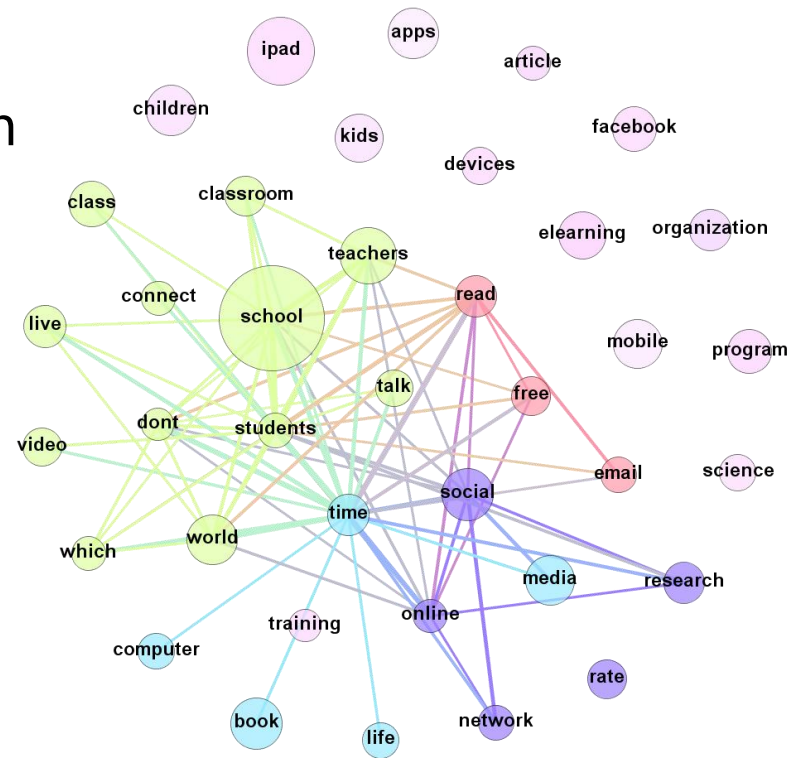 apps
ipad
article
children
n
facebook
kids
devices
classroom
class
organization
elearning
teachers
connect
read
school
live
mobile
program
talk
free
dont
students
video
email
science
social
time
world
which
media
research
online
training
computer
rate
book
network
life